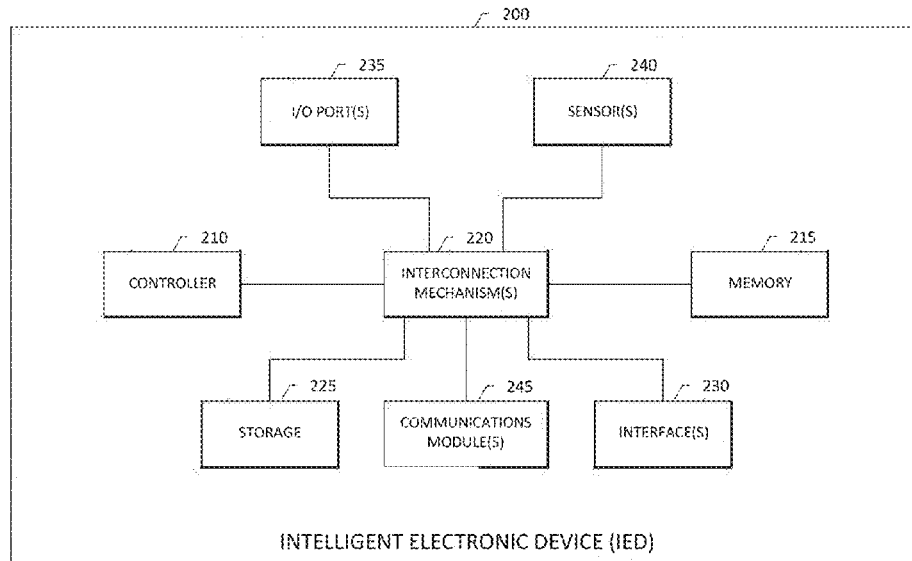 200
235
240
I/O PORT(S)
SENSOR(S)
210
220
215
CONTROLLER
INTERCONNECTION
MECHANISM(S)
MEMORY
225
245
230
STORAGE
COMMUNICATIONS
MODULE(S)
INTERFACE(S)
INTELLIGENT ELECTRONIC DEVICE (IED)